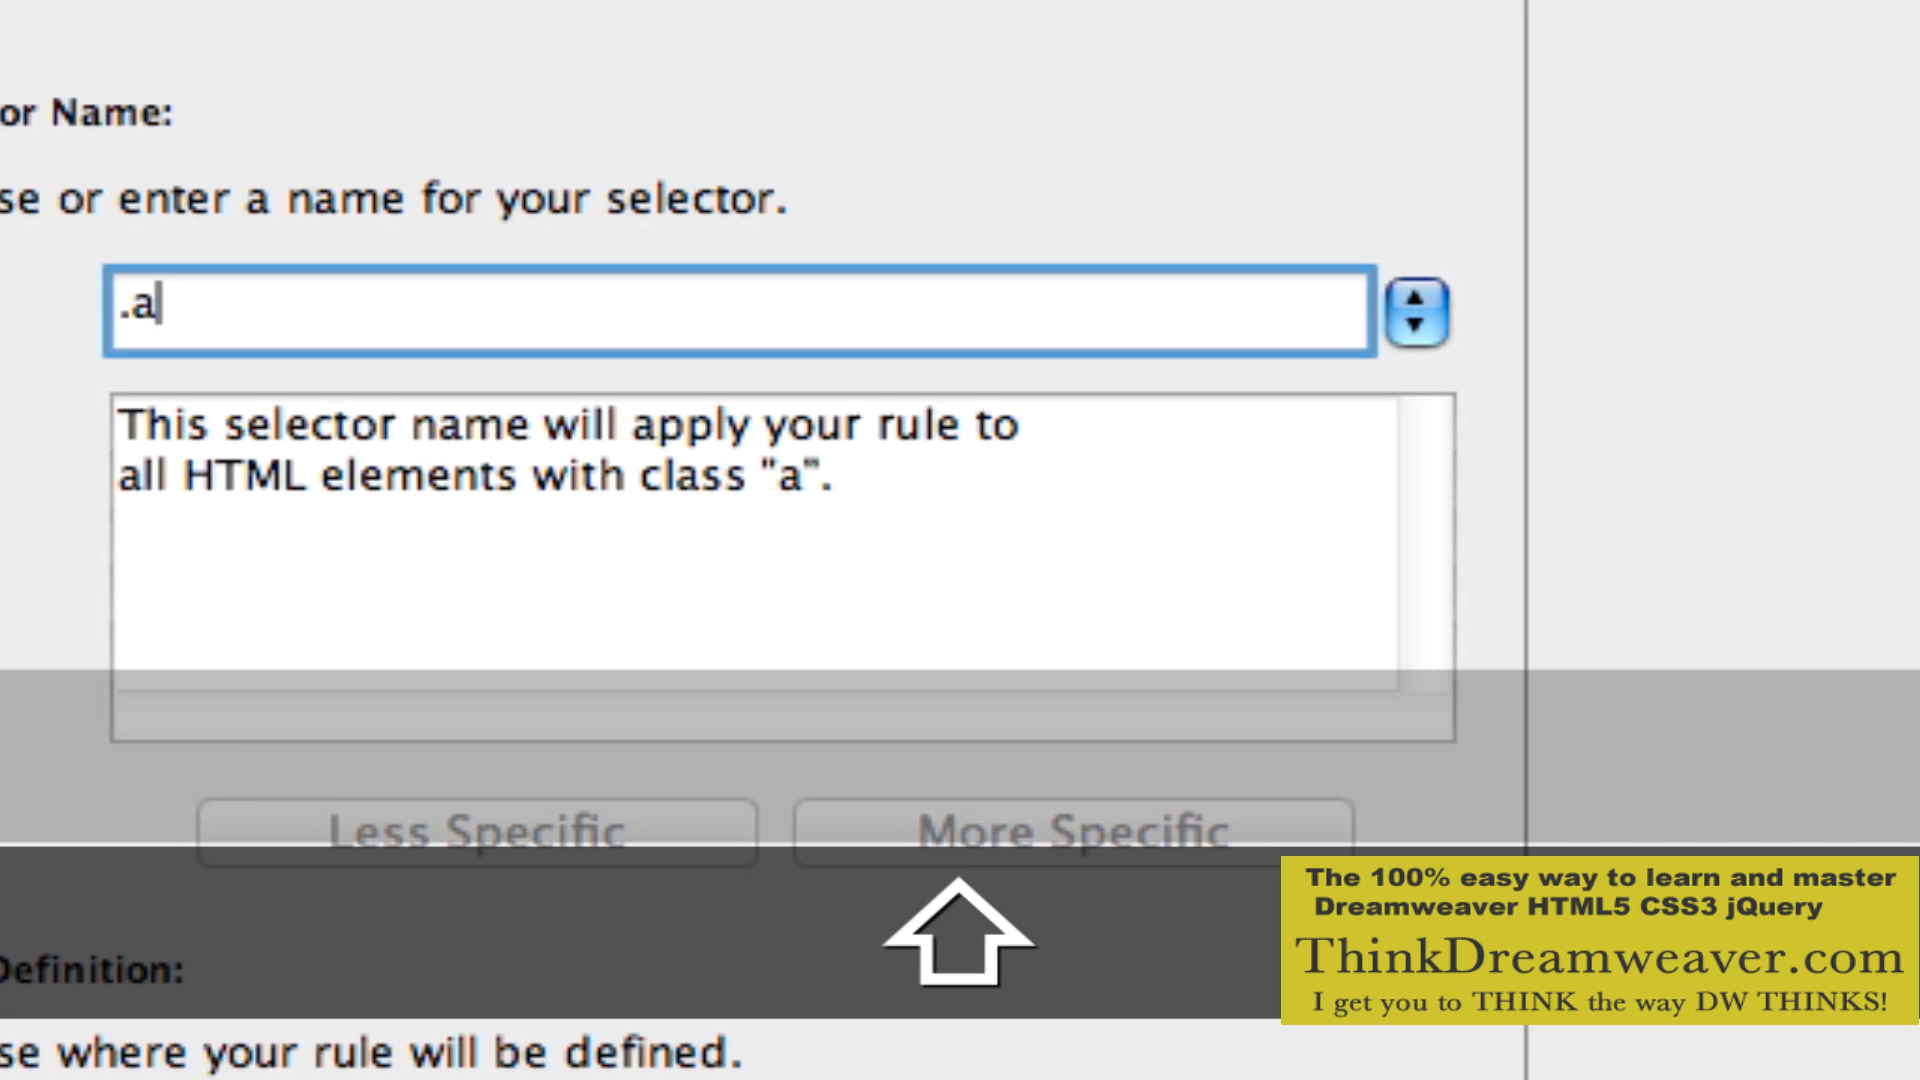 or Name:
se or enter a name for your selector.
.a
This selector name will apply your rule to
all HTML elements with class "a".
Less Specific
More Specific
Definition:
The 100% easy way to learn and master
Dreamweaver HTML5 CSS3 jQuery
ThinkDreamweaver.com
I get you to THINK the way DW THINKS!
se where your rule will be defined.